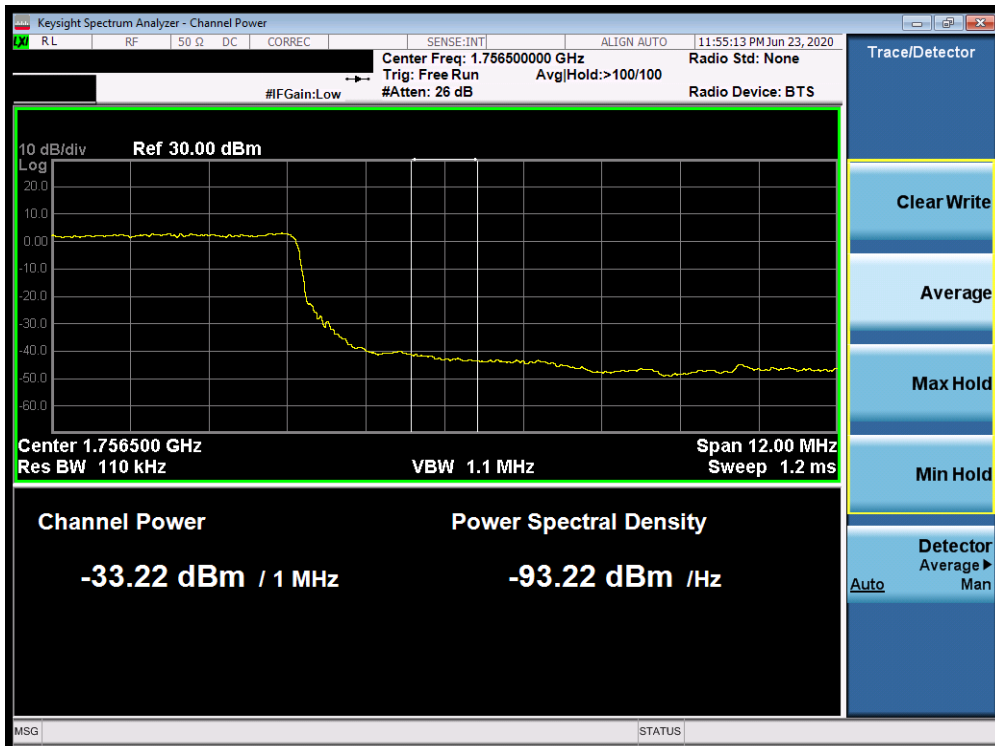 Keysight Spectrum Analyzer - Channel Power
LXI RL RF 50 Ω DC CORREC SENSE:INT ALIGN AUTO 11:55:13 PM Jun 23, 2020
Center Freq: 1.756500000 GHz Radio Std: None
Trig: Free Run Avg|Hold:>100/100
#IFGain:Low #Atten: 26 dB Radio Device: BTS
10 dB/div Ref 30.00 dBm
Log
20.0
10.0
0.00
-10.0
-20.0
-30.0
-40.0
-50.0
-60.0
Center 1.756500 GHz Span 12.00 MHz
Res BW 110 kHz VBW 1.1 MHz Sweep 1.2 ms
Channel Power Power Spectral Density
-33.22 dBm / 1 MHz -93.22 dBm /Hz
MSG STATUS
Trace/Detector
Clear Write
Average
Max Hold
Min Hold
Detector
Average▶
Auto Man